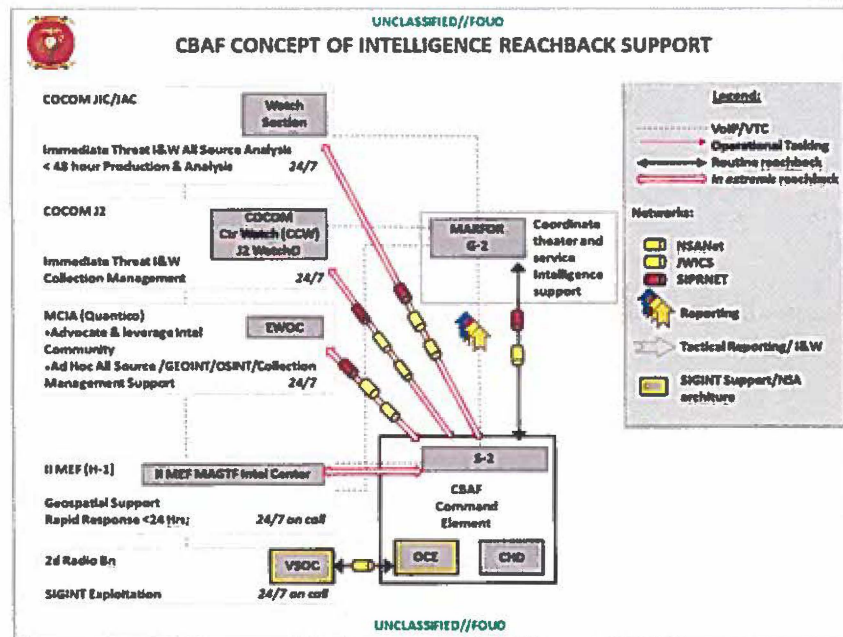 UNCLASSIFIED//FOUO
CBAF CONCEPT OF INTELLIGENCE REACHBACK SUPPORT
COCOM JIC/JAC
Watch
Section
Immediate Threat I&W All Source Analysis
< 48 hour Production & Analysis 24/7
COCOM J2
COCOM
Ctr Watch (CCW)
J2 WatchO
Immediate Threat I&W
Collection Management 24/7
MARFOR
G-2
Coordinate
theater and
service
Intelligence
support
MCIA (Quantico)
•Advocate & leverage Intel
Community
•Ad Hoc All Source /GEOINT/OSINT/Collection
Management Support 24/7
EWOC
II MEF (H-1)
II MEF MAGTF Intel Center
Geospatial Support
Rapid Response <24 Hrs; 24/7 on call
2d Radio Bn
VSOC
SIGINT Exploitation 24/7 on call
S-2
CBAF
Command
Element
OCE
CHD
Legend:
VoIP/VTC
Operational Tasking
Routine reachback
In extremis reachback
Networks:
NSANet
JWICS
SIPRNET
Reporting
Tactical Reporting/ I&W
SIGINT Support/NSA
architure
UNCLASSIFIED//FOUO